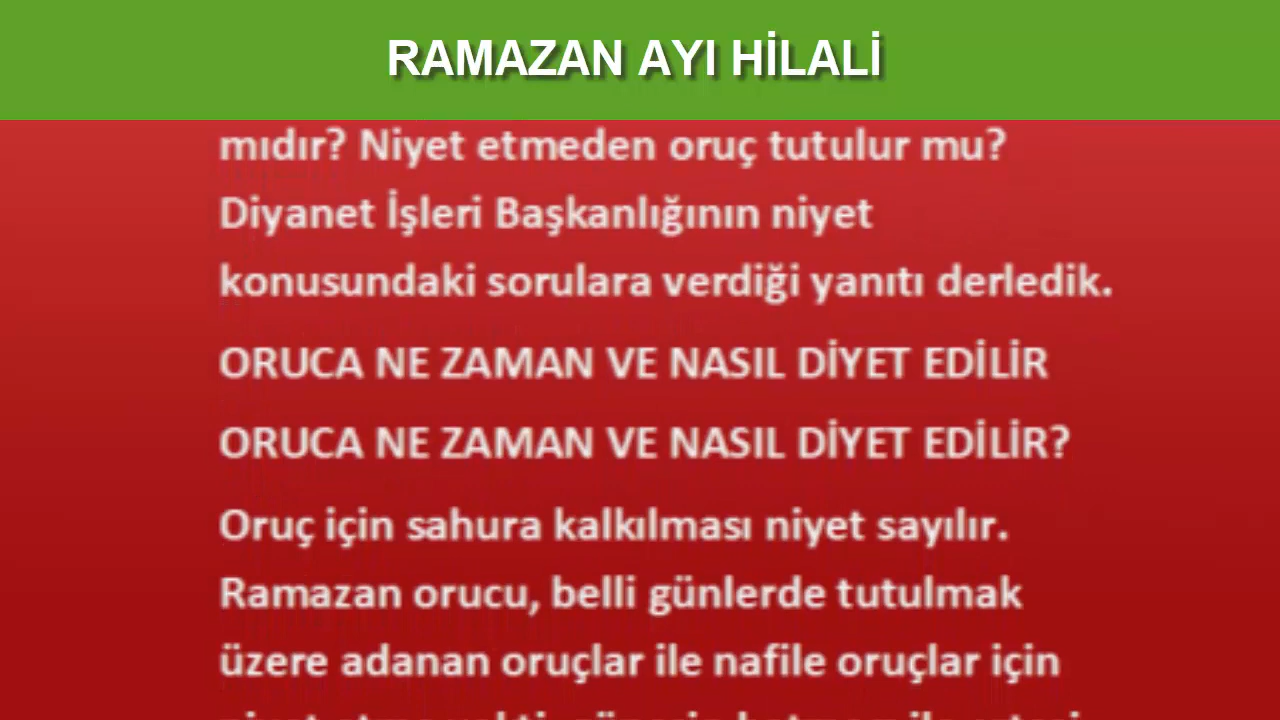 RAMAZAN AYI HİLALİ
mıdır? Niyet etmeden oruç tutulur mu?
Diyanet İşleri Başkanlığının niyet
konusundaki sorulara verdiği yanıtı derledik.
ORUCA NE ZAMAN VE NASIL DİYET EDİLİR
ORUCA NE ZAMAN VE NASIL DİYET EDİLİR?
Oruç için sahura kalkılması niyet sayılır.
Ramazan orucu, belli günlerde tutulmak
üzere adanan oruçlar ile nafile oruçlar için